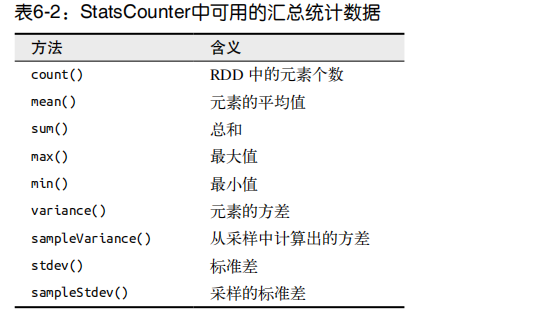 表6-2：StatsCounter中可用的汇总统计数据
方法 含义
count() RDD 中的元素个数
mean() 元素的平均值
sum() 总和
max() 最大值
min() 最小值
variance() 元素的方差
sampleVariance() 从采样中计算出的方差
stdev() 标准差
sampleStdev() 采样的标准差